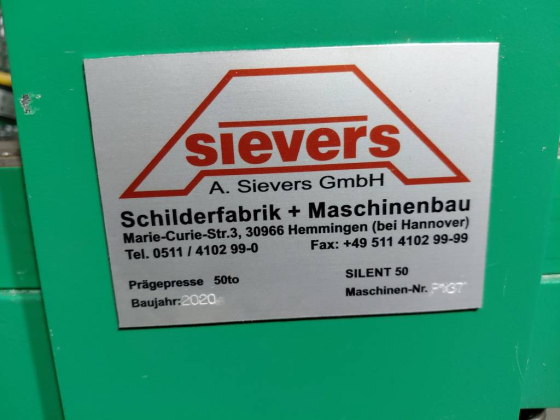 sievers
A. Sievers GmbH
Schilderfabrik + Maschinenbau
Marie-Curie-Str.3, 30966 Hemmingen (bei Hannover)
Tel. 0511 / 4102 99-0 Fax: +49 511 4102 99-99
Prägepresse 50to SILENT 50
Baujahr: 2020 Maschinen-Nr.